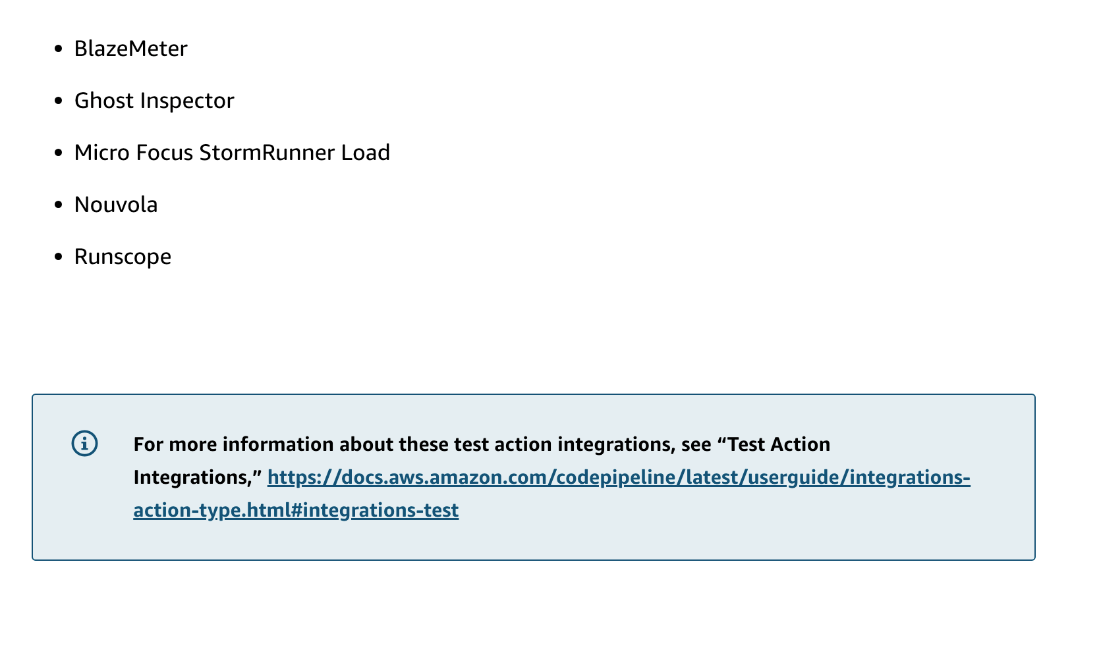 • BlazeMeter
• Ghost Inspector
• Micro Focus StormRunner Load
• Nouvola
• Runscope
For more information about these test action integrations, see “Test Action
Integrations,” https://docs.aws.amazon.com/codepipeline/latest/userguide/integrations-
action-type.html#integrations-test